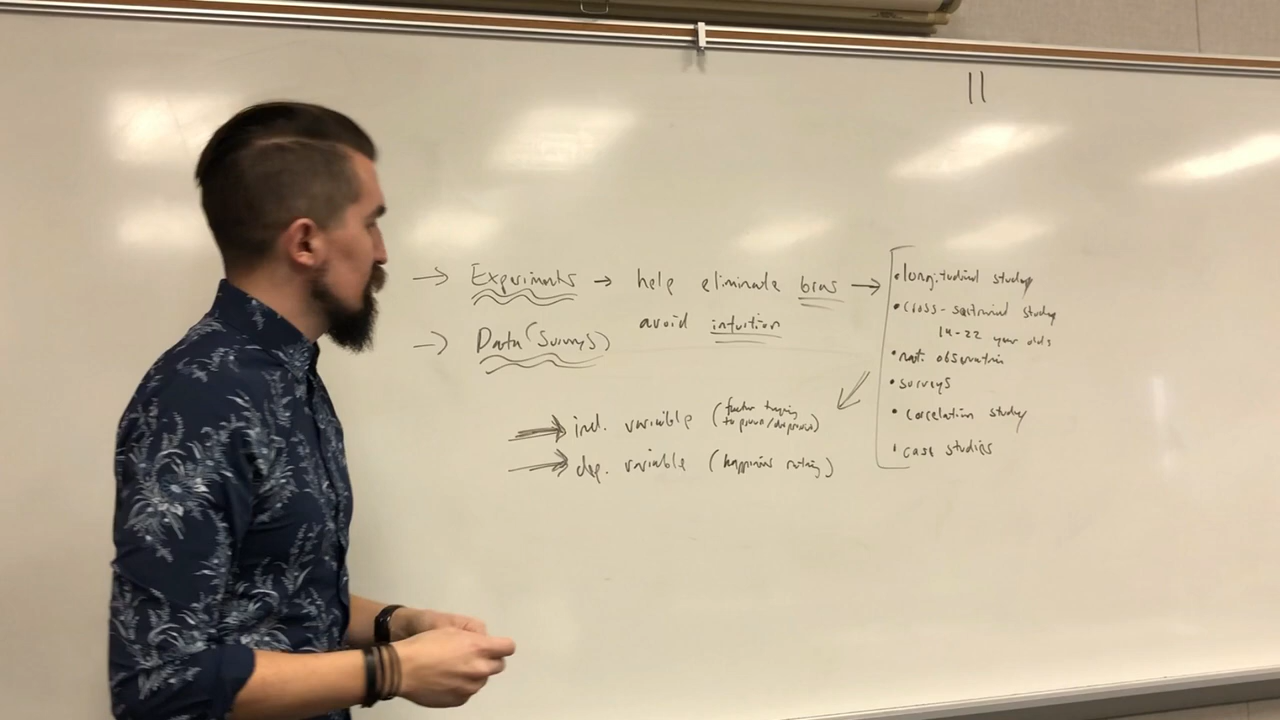 ||
→ Experiments → help eliminate bias →
avoid intuition
→ Data (Surveys)
→ ind. variable (factor trying
to prove/disprove)
→ dep. variable (happiness rating)
• longitudinal study
• cross-sectional study
14-22 year olds
• nat. observation
• surveys
• correlation study
• case studies